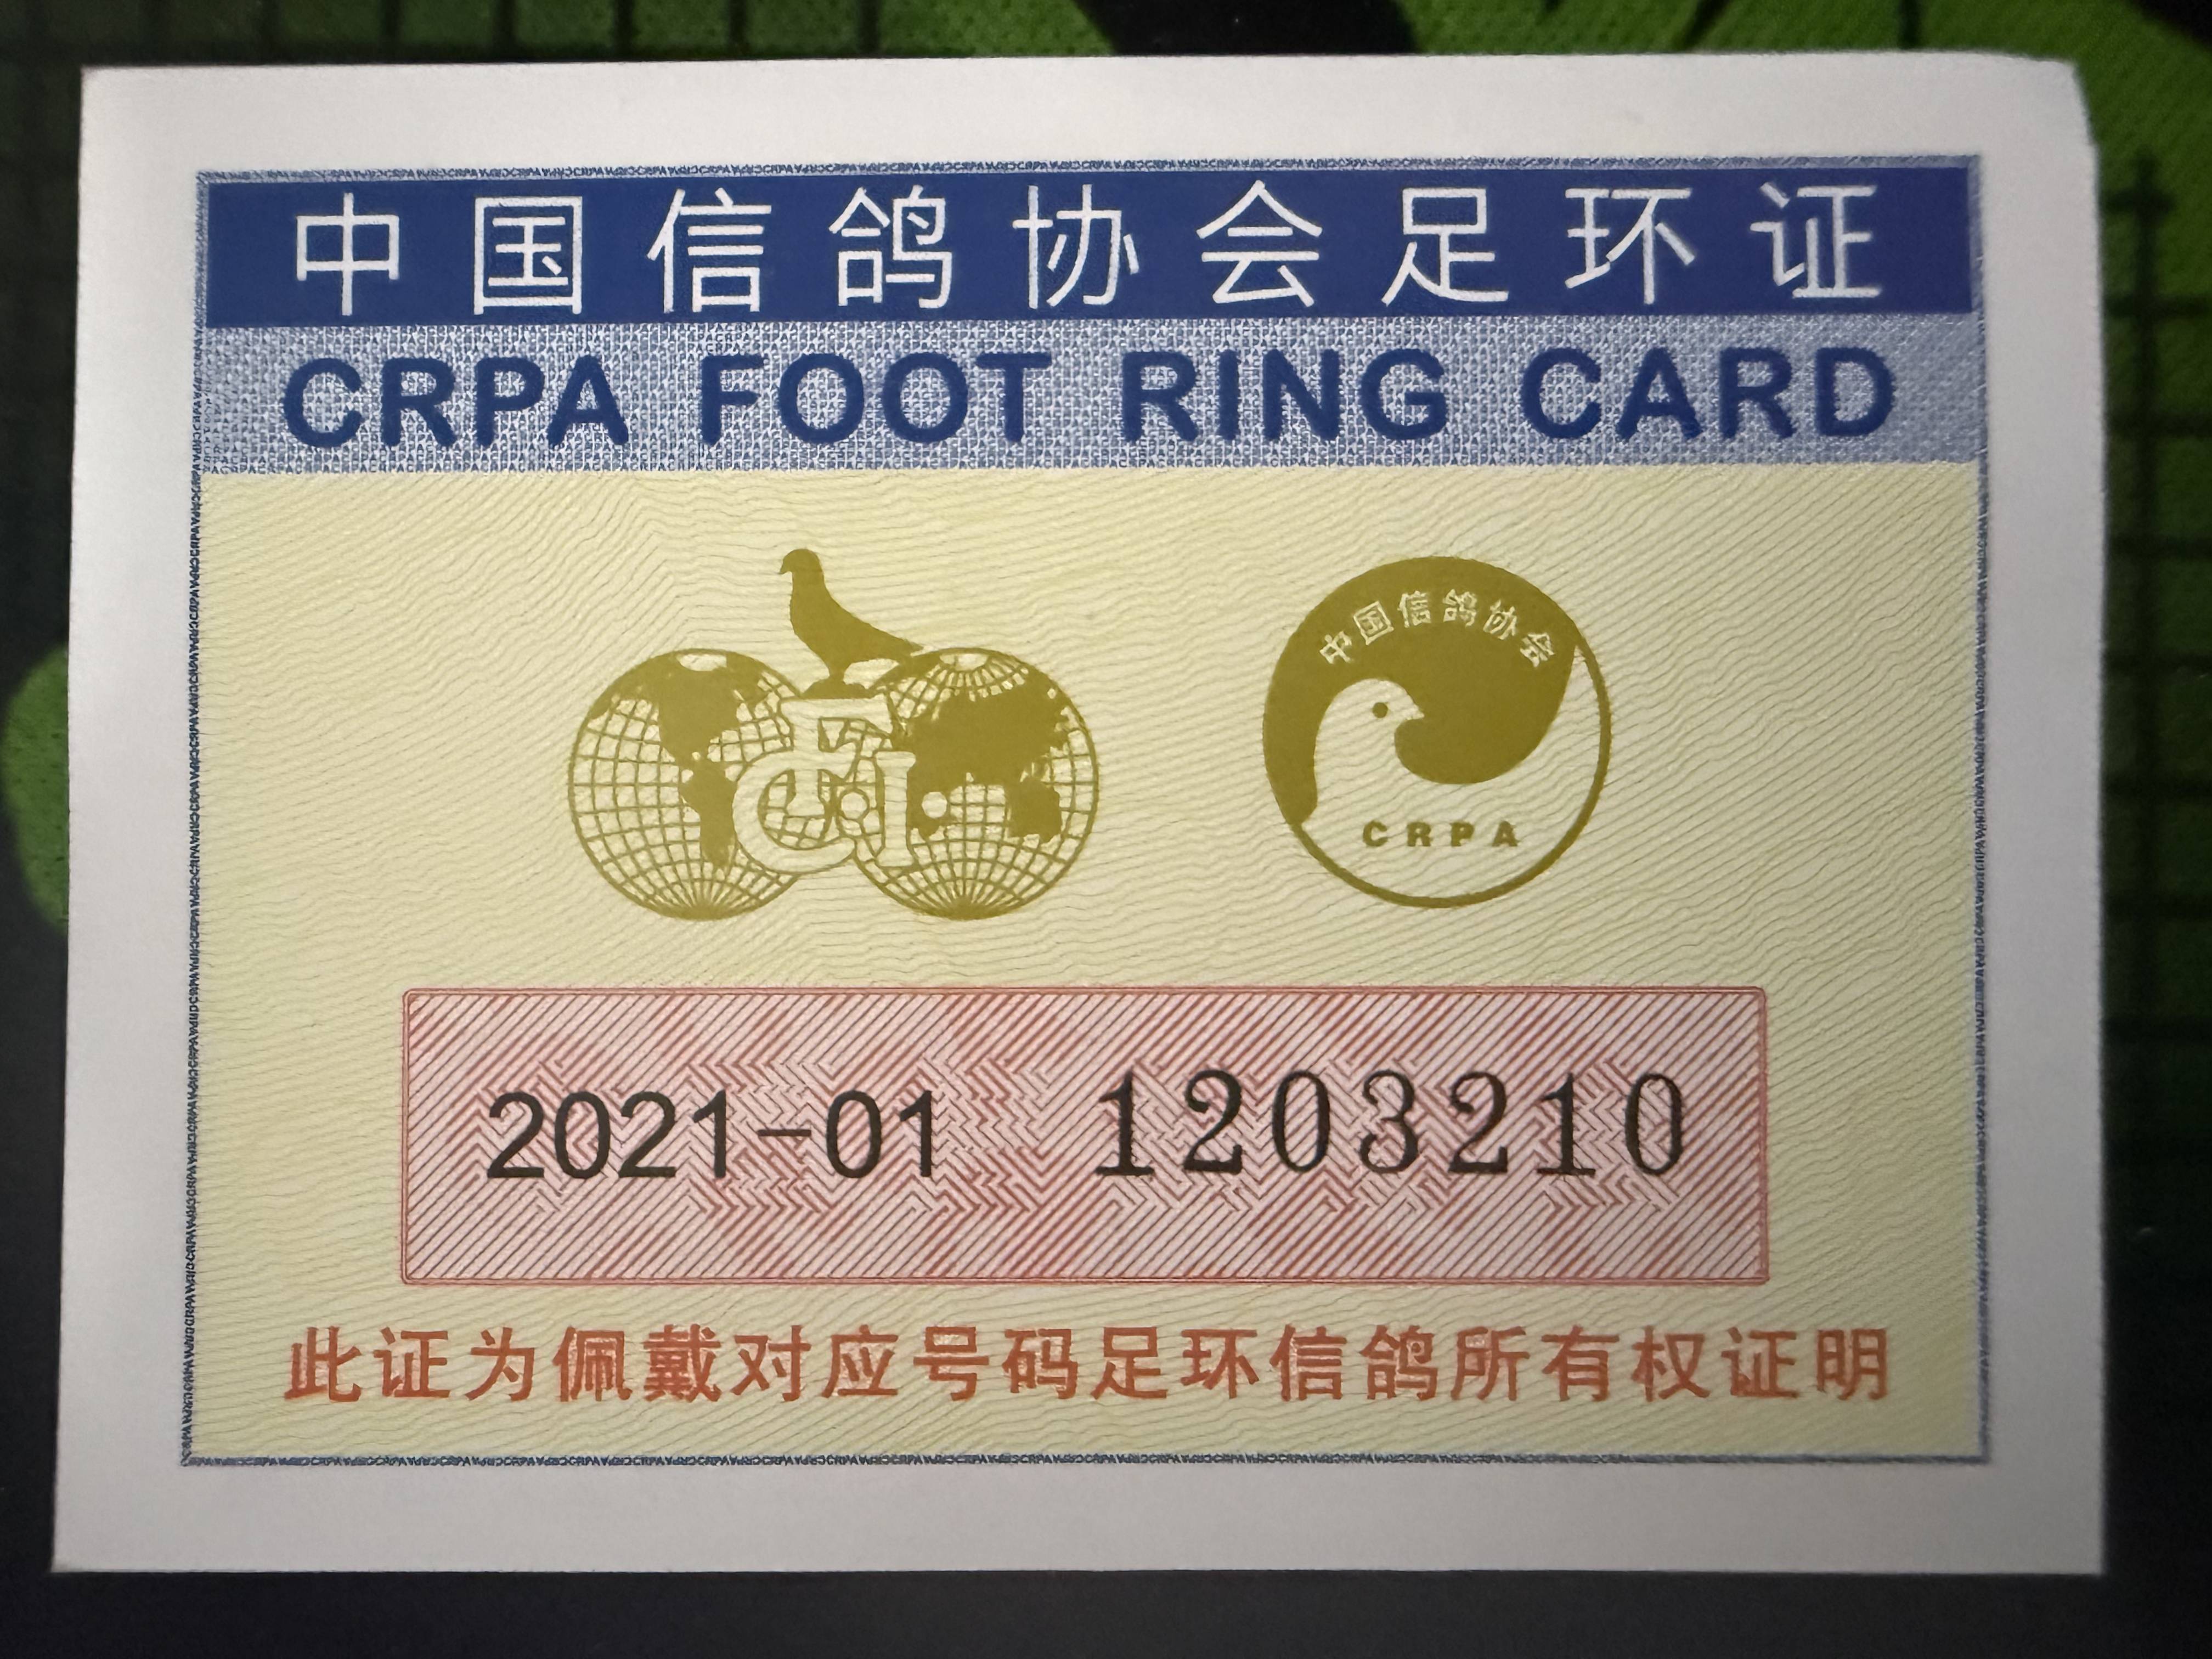 中国信鸽协会足环证
CRPA FOOT RING CARD
FCI
中国信鸽协会
CRPA
2021-01 1203210
此证为佩戴对应号码足环信鸽所有权证明